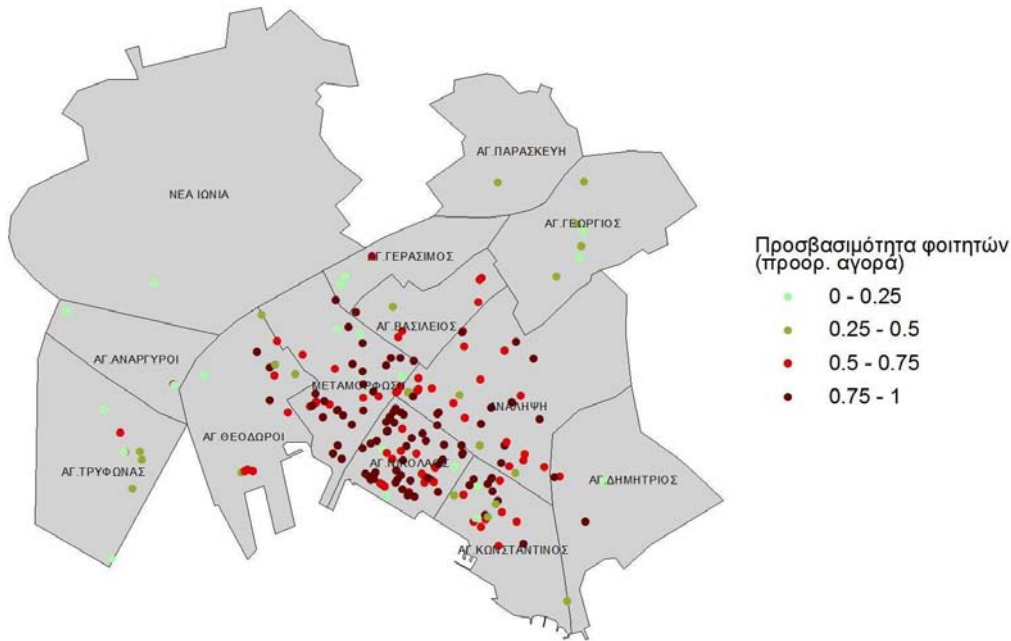 ΑΓ.ΠΑΡΑΣΚΕΥΗ
ΝΕΑ ΙΩΝΙΑ
ΑΓ.ΓΕΩΡΓΙΟΣ
ΑΓ.ΓΕΡΑΣΙΜΟΣ
ΑΓ.ΒΑΣΙΛΕΙΟΣ
ΑΓ.ΑΝΑΡΓΥΡΟΙ
ΜΕΤΑΜΟΡΦΩΣΗ
ΑΝΑΛΗΨΗ
ΑΓ.ΘΕΟΔΩΡΟΙ
ΑΓ.ΝΙΚΟΛΑΟΣ
ΑΓ.ΤΡΥΦΩΝΑΣ
ΑΓ.ΔΗΜΗΤΡΙΟΣ
ΑΓ.ΚΩΝΣΤΑΝΤΙΝΟΣ
Προσβασιμότητα φοιτητών
(προορ. αγορά)
0 - 0.25
0.25 - 0.5
0.5 - 0.75
0.75 - 1